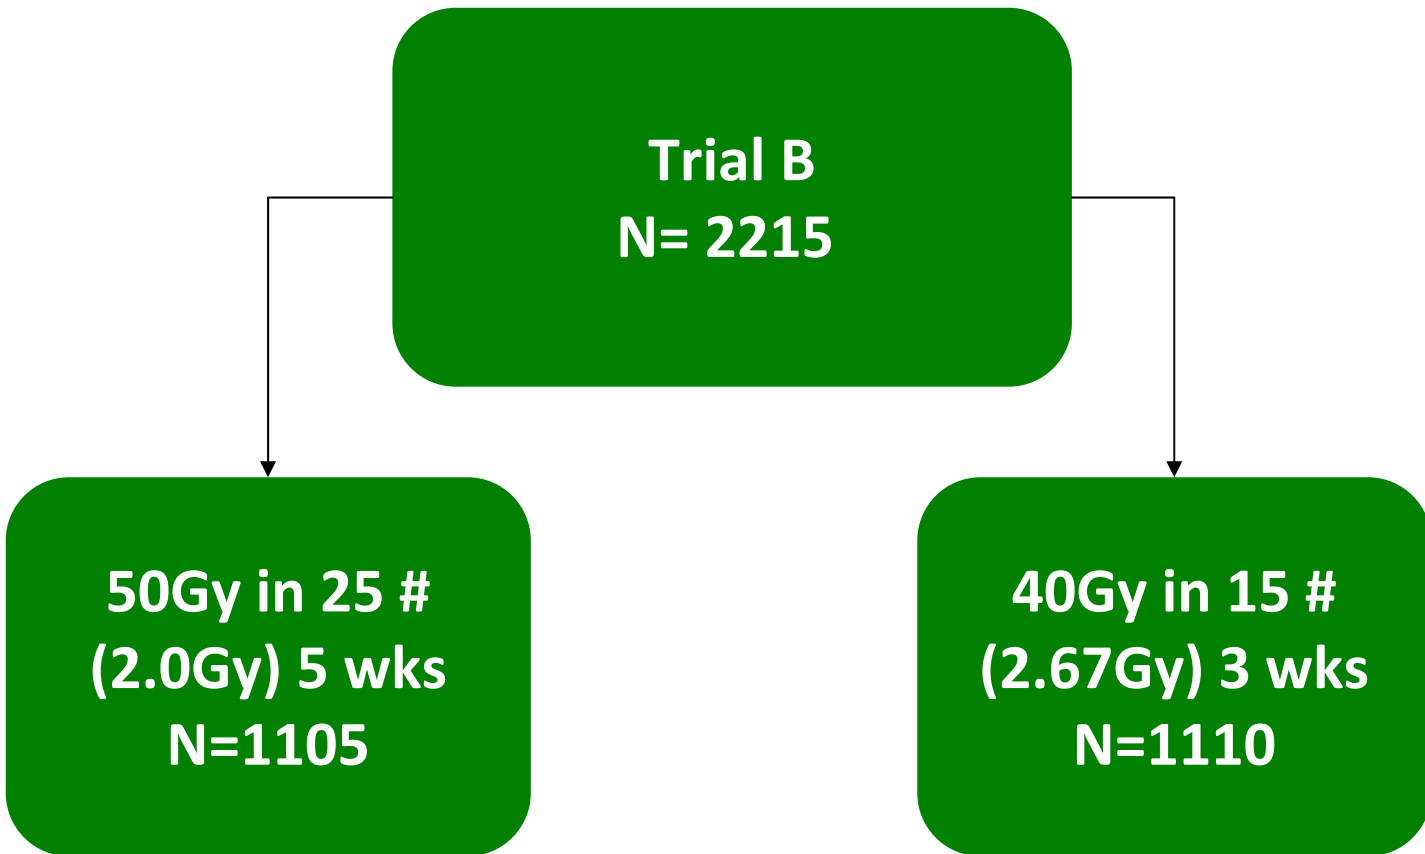 Trial B
N= 2215
50Gy in 25 #
(2.0Gy) 5 wks
N=1105
40Gy in 15 #
(2.67Gy) 3 wks
N=1110